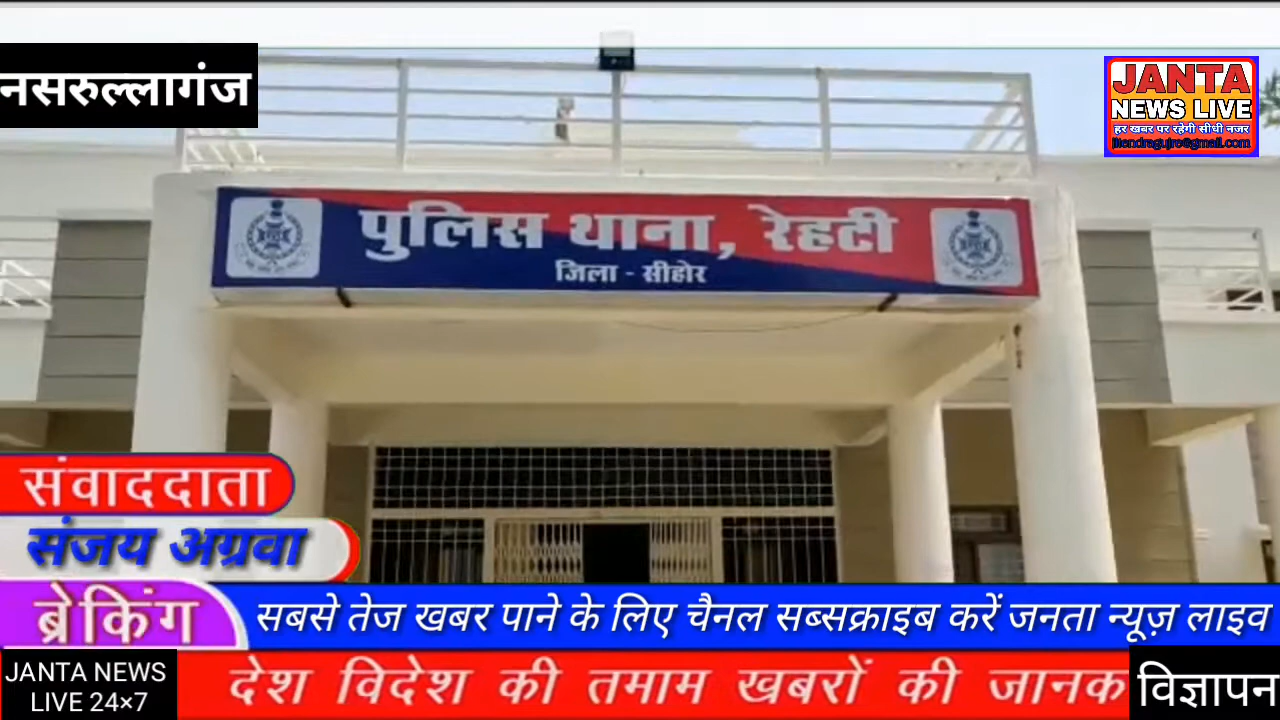 नसरुल्लागंज
JANTA
NEWS LIVE
हर खबर पर रहेगी सीधी नजर
पुलिस थाना, रेहटी
जिला - सीहोर
संवाददाता
संजय अग्रवा
ब्रेकिंग
सबसे तेज खबर पाने के लिए चैनल सब्सक्राइब करें जनता न्यूज़ लाइव
JANTA NEWS
LIVE 24×7
देश विदेश की तमाम खबरों की जानक
विज्ञापन